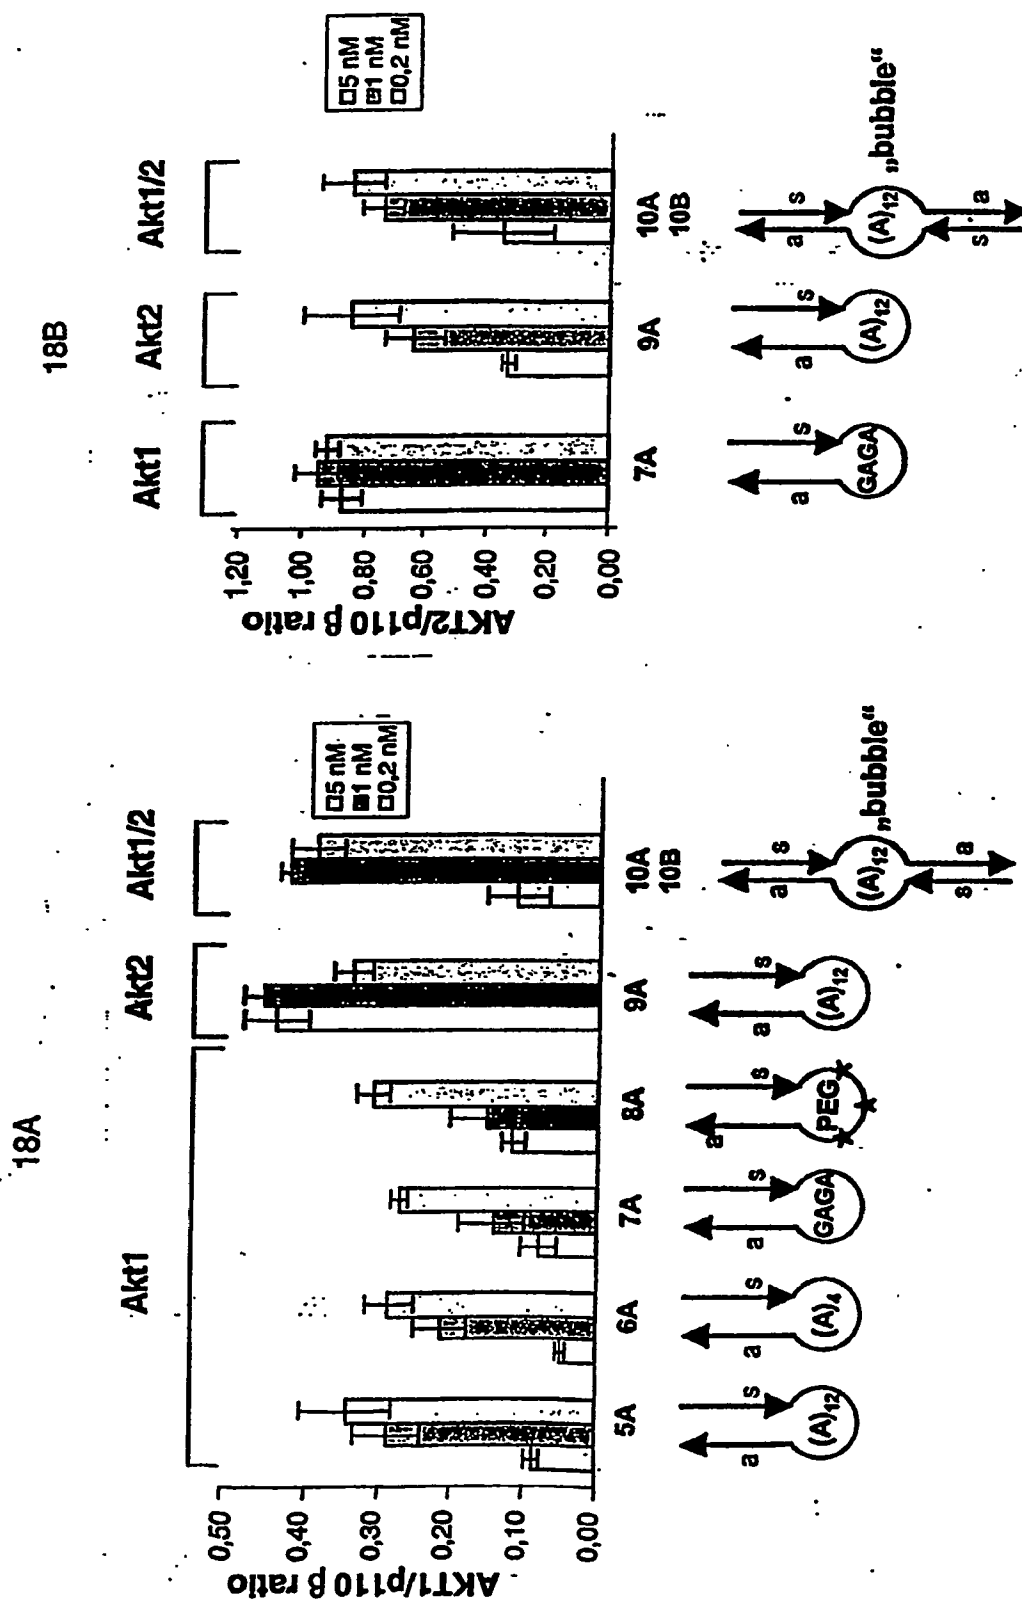 18A
Akt1
Akt2
Akt1/2
AKT1/p110 β ratio
0,50
0,40
0,30
0,20
0,10
0,00
5 nM
1 nM
0,2 nM
5A
6A
7A
8A
9A
10A
10B
a
s
(A)12
a
s
(A)4
a
s
GAGA
a
s
PEG
a
s
(A)12
a
s
(A)12
„bubble“
s
a
18B
Akt1
Akt2
Akt1/2
AKT2/p110 β ratio
1,20
1,00
0,80
0,60
0,40
0,20
0,00
5 nM
1 nM
0,2 nM
7A
9A
10A
10B
a
s
GAGA
a
s
(A)12
a
s
(A)12
„bubble“
s
a